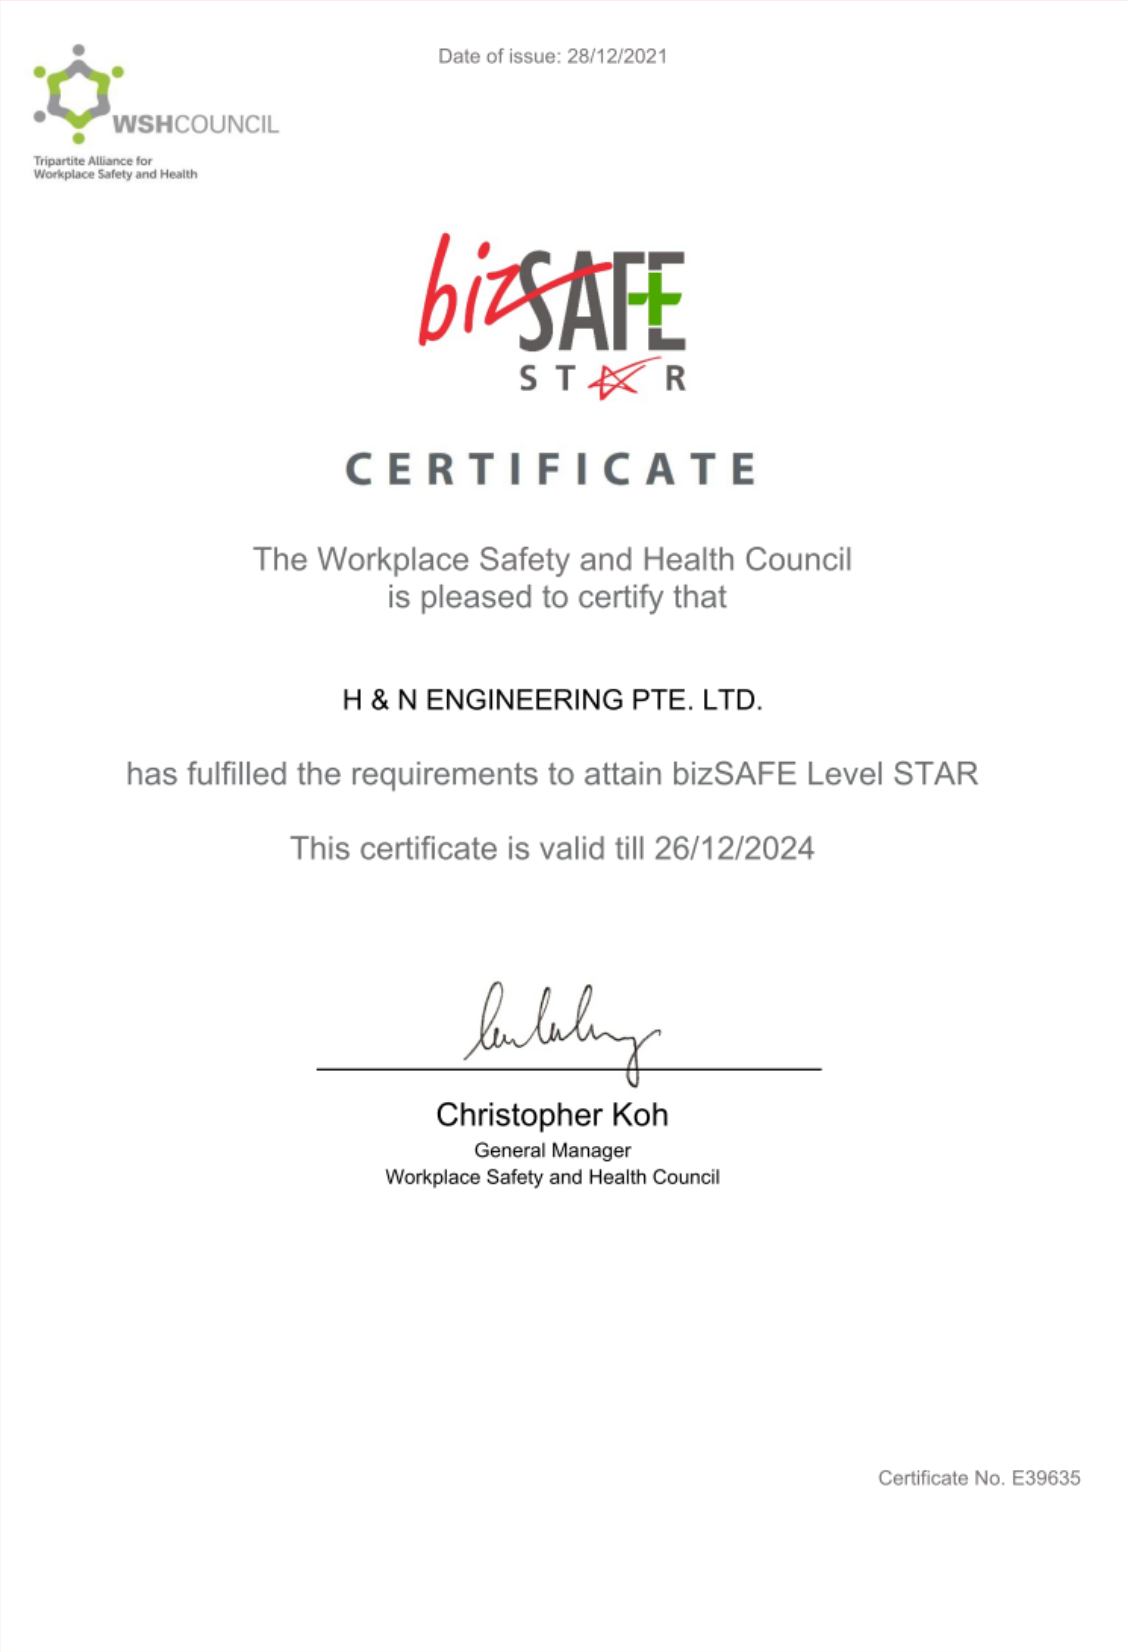 Date of issue: 28/12/2021
WSHCOUNCIL
Tripartite Alliance for
Workplace Safety and Health
bizSAFE
STAR
CERTIFICATE
The Workplace Safety and Health Council
is pleased to certify that
H & N ENGINEERING PTE. LTD.
has fulfilled the requirements to attain bizSAFE Level STAR
This certificate is valid till 26/12/2024
Christopher Koh
General Manager
Workplace Safety and Health Council
Certificate No. E39635